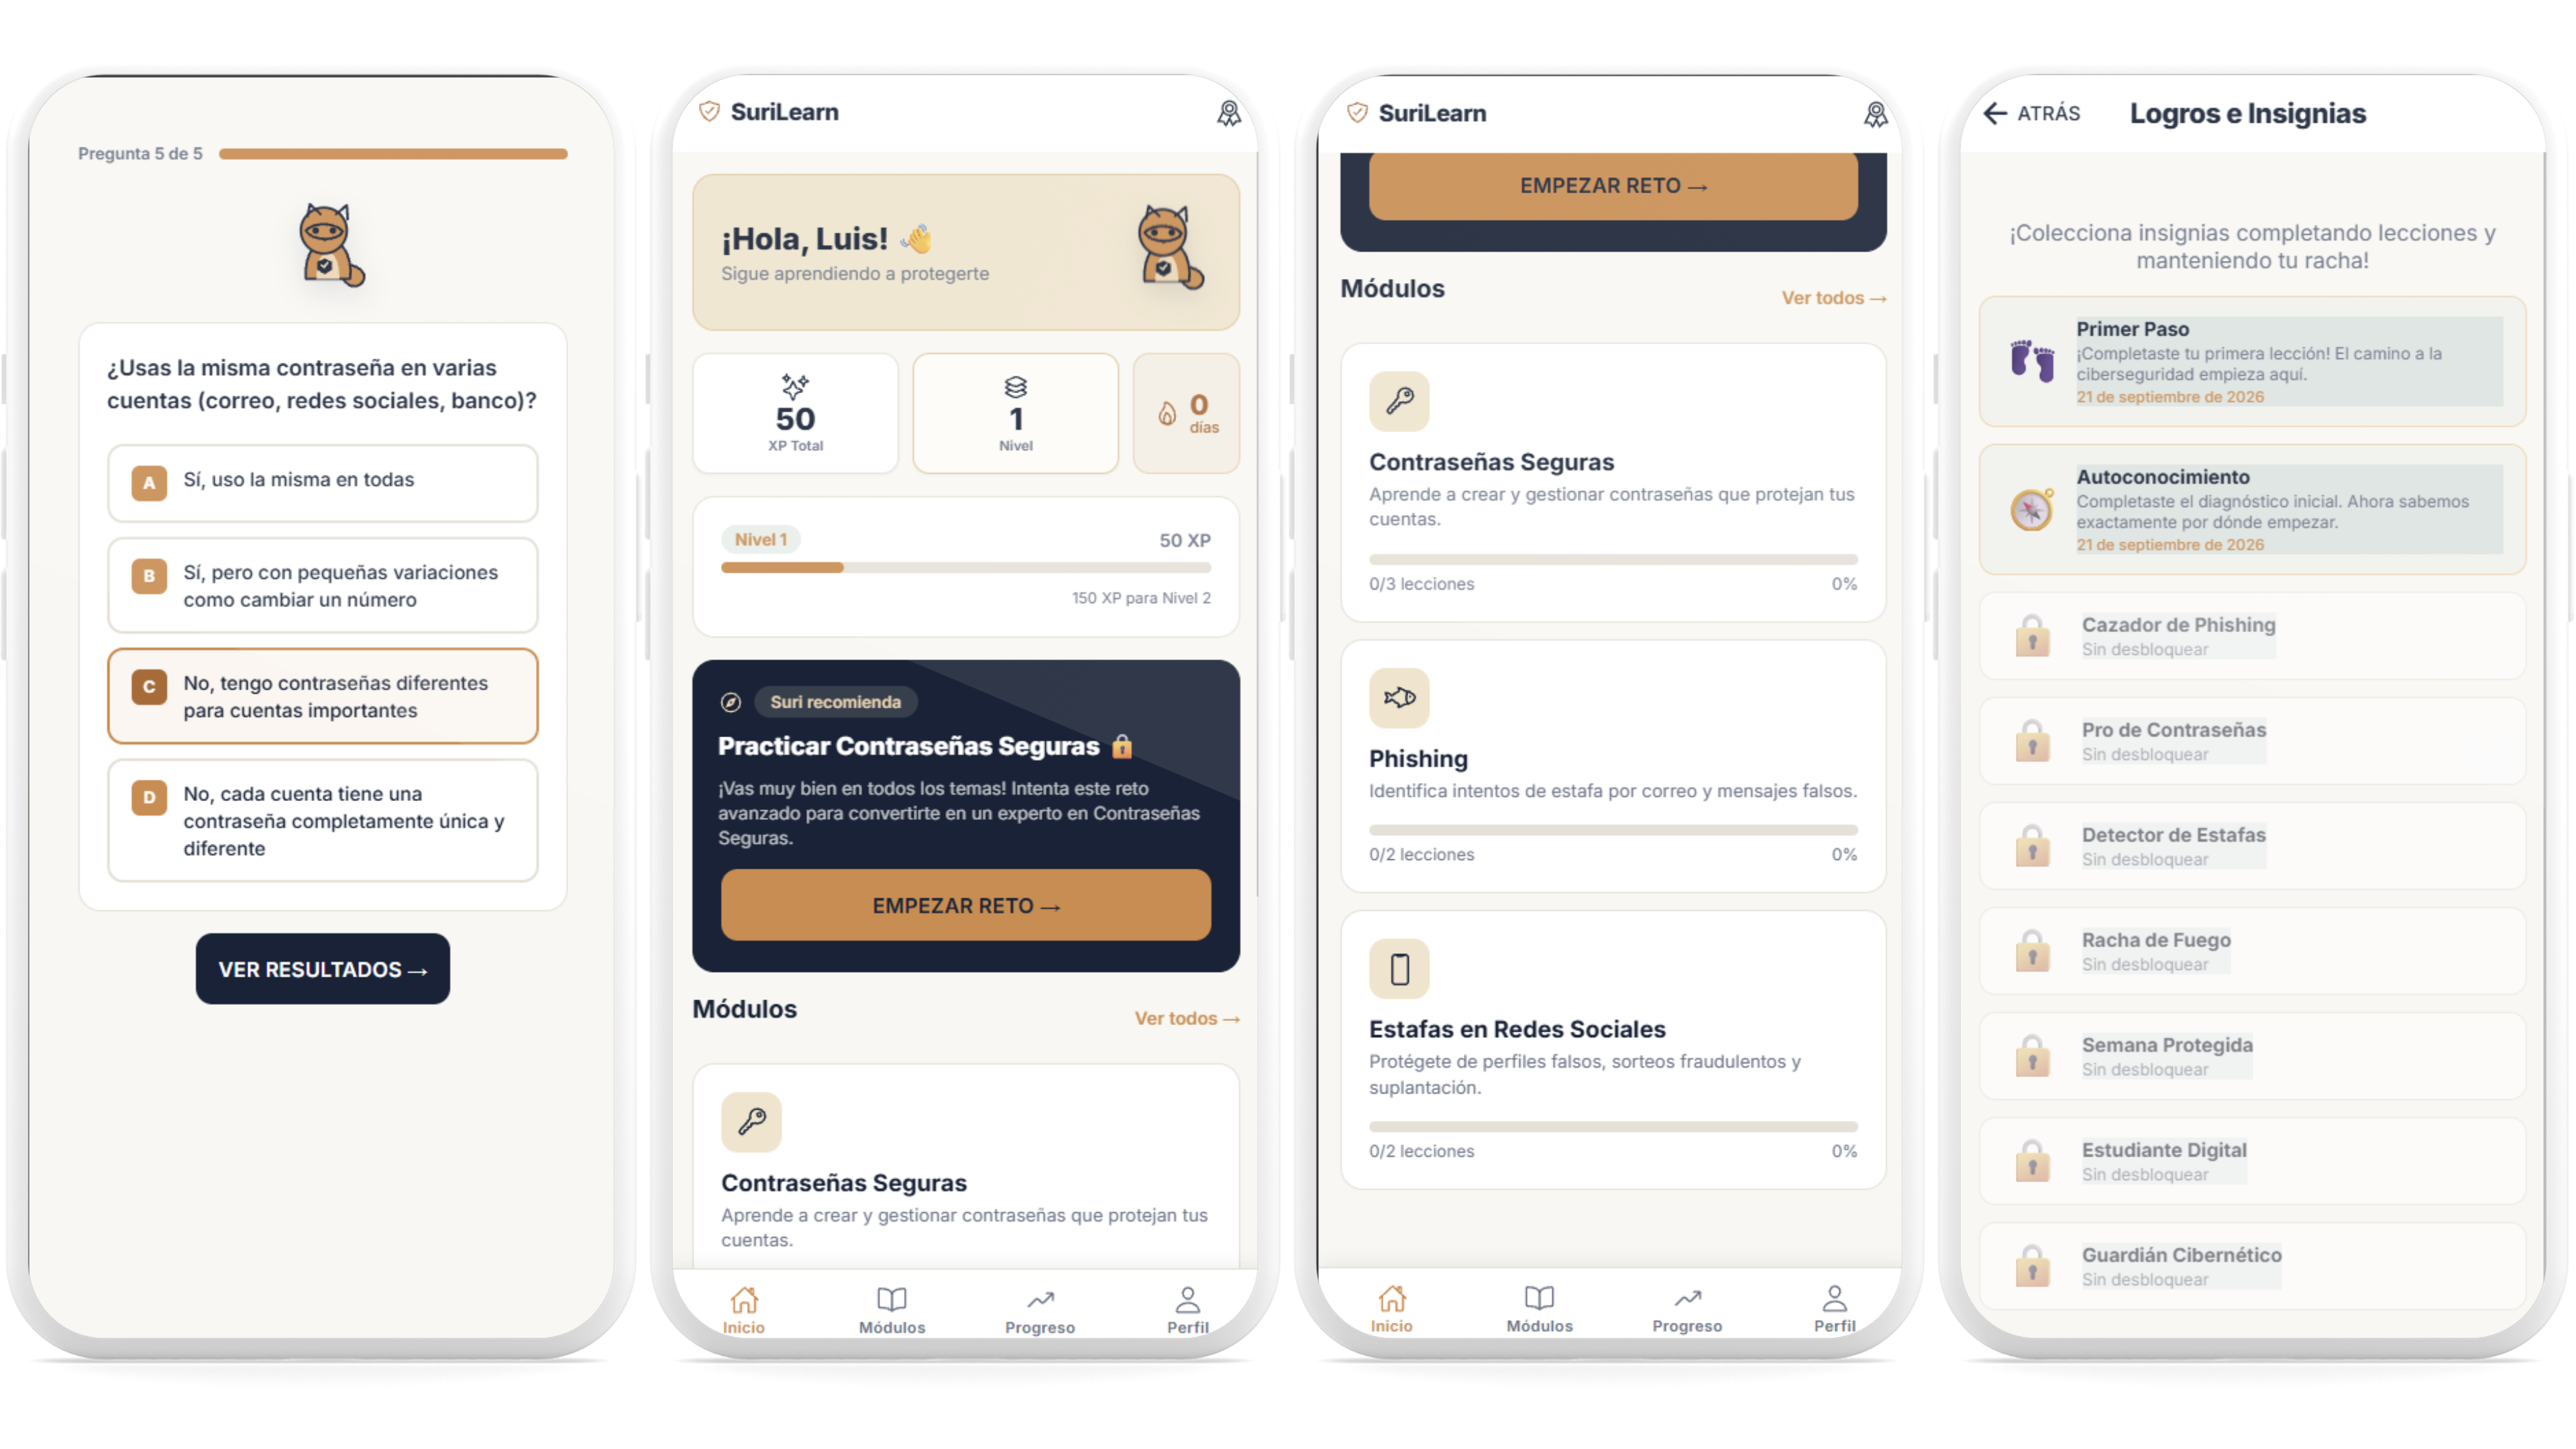 Pregunta 5 de 5
¿Usas la misma contraseña en varias
cuentas (correo, redes sociales, banco)?
A
Sí, uso la misma en todas
B
Sí, pero con pequeñas variaciones
como cambiar un número
C
No, tengo contraseñas diferentes
para cuentas importantes
D
No, cada cuenta tiene una
contraseña completamente única y
diferente
VER RESULTADOS →
SuriLearn
¡Hola, Luis! 👋
Sigue aprendiendo a protegerte
50
XP Total
1
Nivel
0
días
Nivel 1
50 XP
150 XP para Nivel 2
Suri recomienda
Practicar Contraseñas Seguras 🔒
¡Vas muy bien en todos los temas! Intenta este reto
avanzado para convertirte en un experto en Contraseñas
Seguras.
EMPEZAR RETO →
Módulos
Ver todos →
Contraseñas Seguras
Aprende a crear y gestionar contraseñas que protejan tus
cuentas.
Inicio
Módulos
Progreso
Perfil
SuriLearn
EMPEZAR RETO →
Módulos
Ver todos →
Contraseñas Seguras
Aprende a crear y gestionar contraseñas que protejan tus
cuentas.
0/3 lecciones
0%
Phishing
Identifica intentos de estafa por correo y mensajes falsos.
0/2 lecciones
0%
Estafas en Redes Sociales
Protégete de perfiles falsos, sorteos fraudulentos y
suplantación.
0/2 lecciones
0%
Inicio
Módulos
Progreso
Perfil
← ATRÁS
Logros e Insignias
¡Colecciona insignias completando lecciones y
manteniendo tu racha!
Primer Paso
¡Completaste tu primera lección! El camino a la
ciberseguridad empieza aquí.
21 de septiembre de 2026
Autoconocimiento
Completaste el diagnóstico inicial. Ahora sabemos
exactamente por dónde empezar.
21 de septiembre de 2026
Cazador de Phishing
Sin desbloquear
Pro de Contraseñas
Sin desbloquear
Detector de Estafas
Sin desbloquear
Racha de Fuego
Sin desbloquear
Semana Protegida
Sin desbloquear
Estudiante Digital
Sin desbloquear
Guardián Cibernético
Sin desbloquear